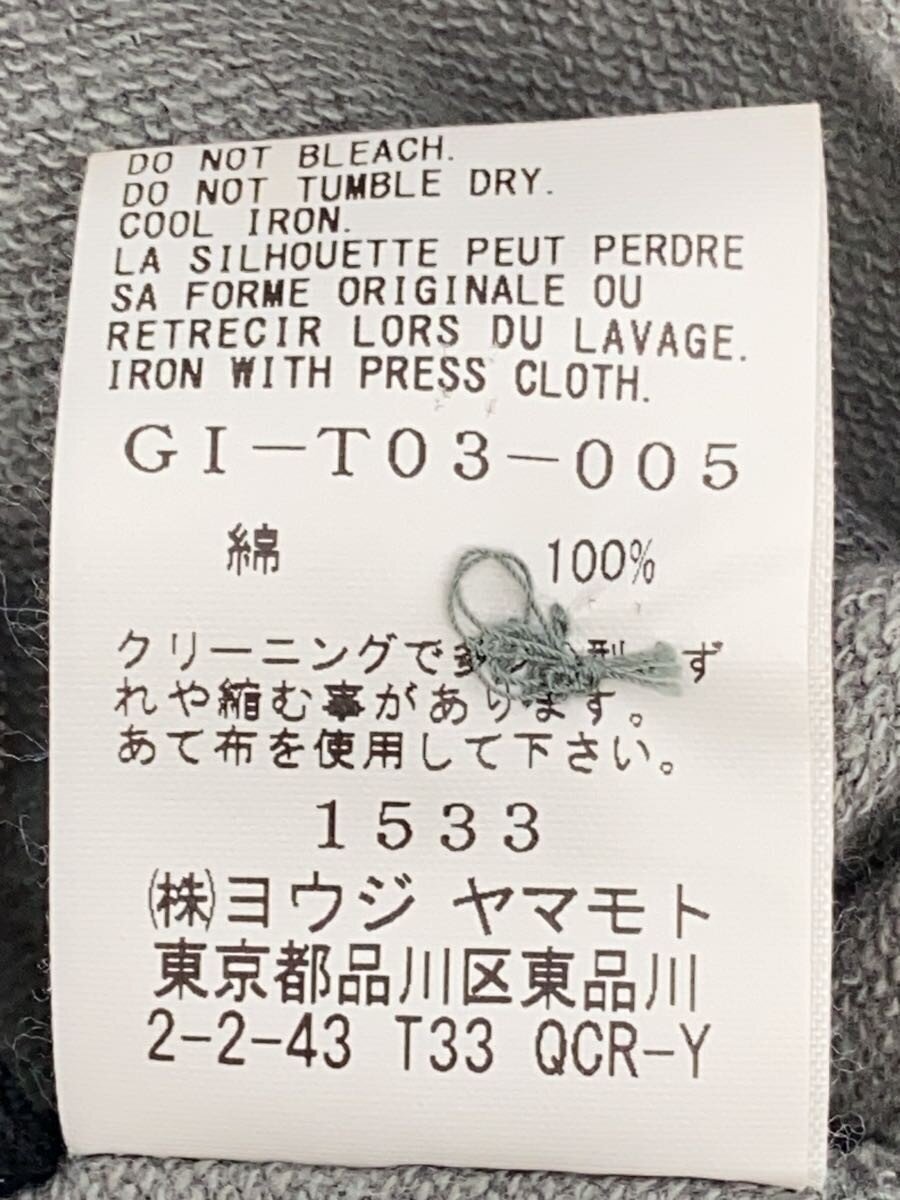 DO NOT BLEACH.
DO NOT TUMBLE DRY.
COOL IRON.
LA SILHOUETTE PEUT PERDRE
SA FORME ORIGINALE OU
RETRECIR LORS DU LAVAGE.
IRON WITH PRESS CLOTH.
GI-T03-005
綿 100%
クリーニングで多 型 ず
れや縮む事があります。
あて布を使用して下さい。
1533
㈱ヨウジ ヤマモト
東京都品川区東品川
2-2-43 T33 QCR-Y